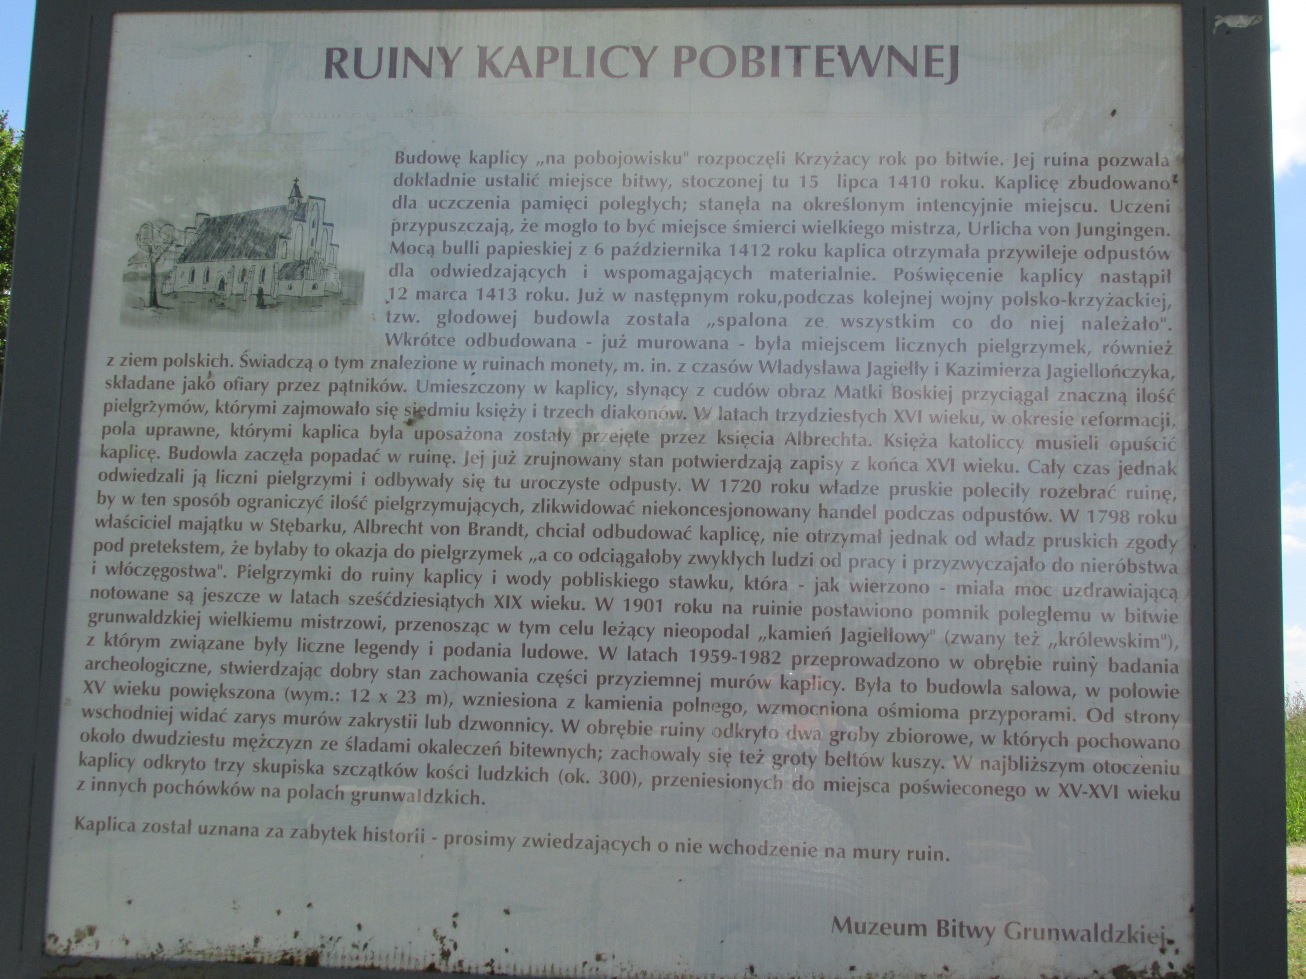 RUINY KAPLICY POBITEWNEJ
Budowę kaplicy „na pobojowisku" rozpoczęli Krzyżacy rok po bitwie. Jej ruina pozwala
dokładnie ustalić miejsce bitwy, stoczonej tu 15 lipca 1410 roku. Kaplicę zbudowano
dla uczczenia pamięci poległych; stanęła na określonym intencyjnie miejscu. Uczeni
przypuszczają, że mogło to być miejsce śmierci wielkiego mistrza, Urlicha von Jungingen.
Mocą bulli papieskiej z 6 października 1412 roku kaplica otrzymała przywileje odpustów
dla odwiedzających i wspomagających materialnie. Poświęcenie kaplicy nastąpił
12 marca 1413 roku. Już w następnym roku,podczas kolejnej wojny polsko-krzyżackiej,
tzw. głodowej budowla została „spalona ze wszystkim co do niej należało".
Wkrótce odbudowana - już murowana - była miejscem licznych pielgrzymek, również
z ziem polskich. Świadczą o tym znalezione w ruinach monety, m. in. z czasów Władysława Jagiełły i Kazimierza Jagiellończyka,
składane jako ofiary przez pątników. Umieszczony w kaplicy, słynący z cudów obraz Matki Boskiej przyciągał znaczną ilość
pielgrzymów, którymi zajmowało się siędmiu księży i trzech diakonów. W latach trzydziestych XVI wieku, w okresie reformacji,
pola uprawne, którymi kaplica była uposażona zostały przejęte przez księcia Albrechta. Księża katoliccy musieli opuścić
kaplicę. Budowla zaczęła popadać w ruinę. Jej już zrujnowany stan potwierdzają zapisy z końca XVI wieku. Cały czas jednak
odwiedzali ją liczni pielgrzymi i odbywały się tu uroczyste odpusty. W 1720 roku władze pruskie poleciły rozebrać ruinę,
by w ten sposób ograniczyć ilość pielgrzymujących, zlikwidować niekoncesjonowany handel podczas odpustów. W 1798 roku
właściciel majątku w Stębarku, Albrecht von Brandt, chciał odbudować kaplicę, nie otrzymał jednak od władz pruskich zgody
pod pretekstem, że byłaby to okazja do pielgrzymek „a co odciągałoby zwykłych ludzi od pracy i przyzwyczajało do nieróbstwa
i włóczęgostwa". Pielgrzymki do ruiny kaplicy i wody pobliskiego stawku, która - jak wierzono - miała moc uzdrawiającą
notowane są jeszcze w latach sześćdziesiątych XIX wieku. W 1901 roku na ruinie postawiono pomnik poległemu w bitwie
grunwaldzkiej wielkiemu mistrzowi, przenosząc w tym celu leżący nieopodal „kamień Jagiełłowy" (zwany też „królewskim"),
z którym związane były liczne legendy i podania ludowe. W latach 1959-1982 przeprowadzono w obrębie ruiny badania
archeologiczne, stwierdzając dobry stan zachowania części przyziemnej murów kaplicy. Była to budowla salowa, w połowie
XV wieku powiększona (wym.: 12 x 23 m), wzniesiona z kamienia polnego, wzmocniona ośmioma przyporami. Od strony
wschodniej widać zarys murów zakrystii lub dzwonnicy. W obrębie ruiny odkryto dwa groby zbiorowe, w których pochowano
około dwudziestu mężczyzn ze śladami okaleczeń bitewnych; zachowały się też groty bełtów kuszy. W najbliższym otoczeniu
kaplicy odkryto trzy skupiska szczątków kości ludzkich (ok. 300), przeniesionych do miejsca poświeconego w XV-XVI wieku
z innych pochówków na polach grunwaldzkich.
Kaplica został uznana za zabytek historii - prosimy zwiedzających o nie wchodzenie na mury ruin.
Muzeum Bitwy Grunwaldzkiej